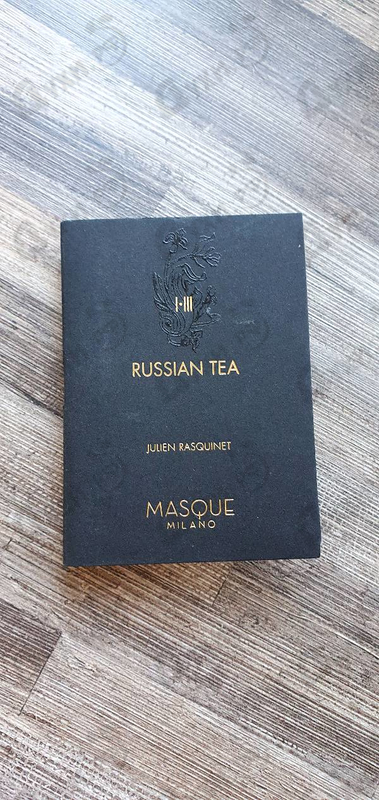 I·III
RUSSIAN TEA
JULIEN RASQUINET
MASQUE
MILANO